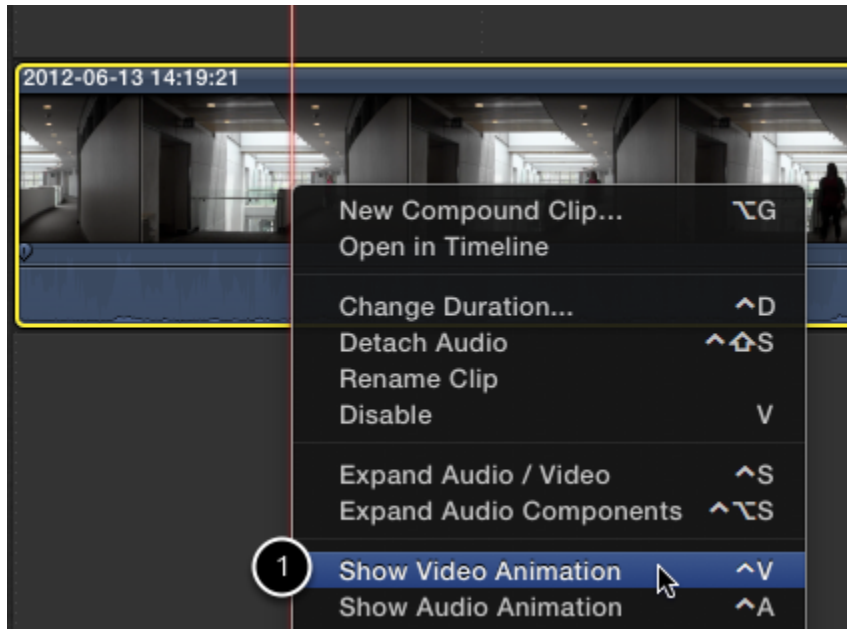 2012-06-13 14:19:21
New Compound Clip... ⌥G
Open in Timeline
Change Duration... ^D
Detach Audio ^⇧S
Rename Clip
Disable V
Expand Audio / Video ^S
Expand Audio Components ^⌥S
1 Show Video Animation ^V
Show Audio Animation ^A